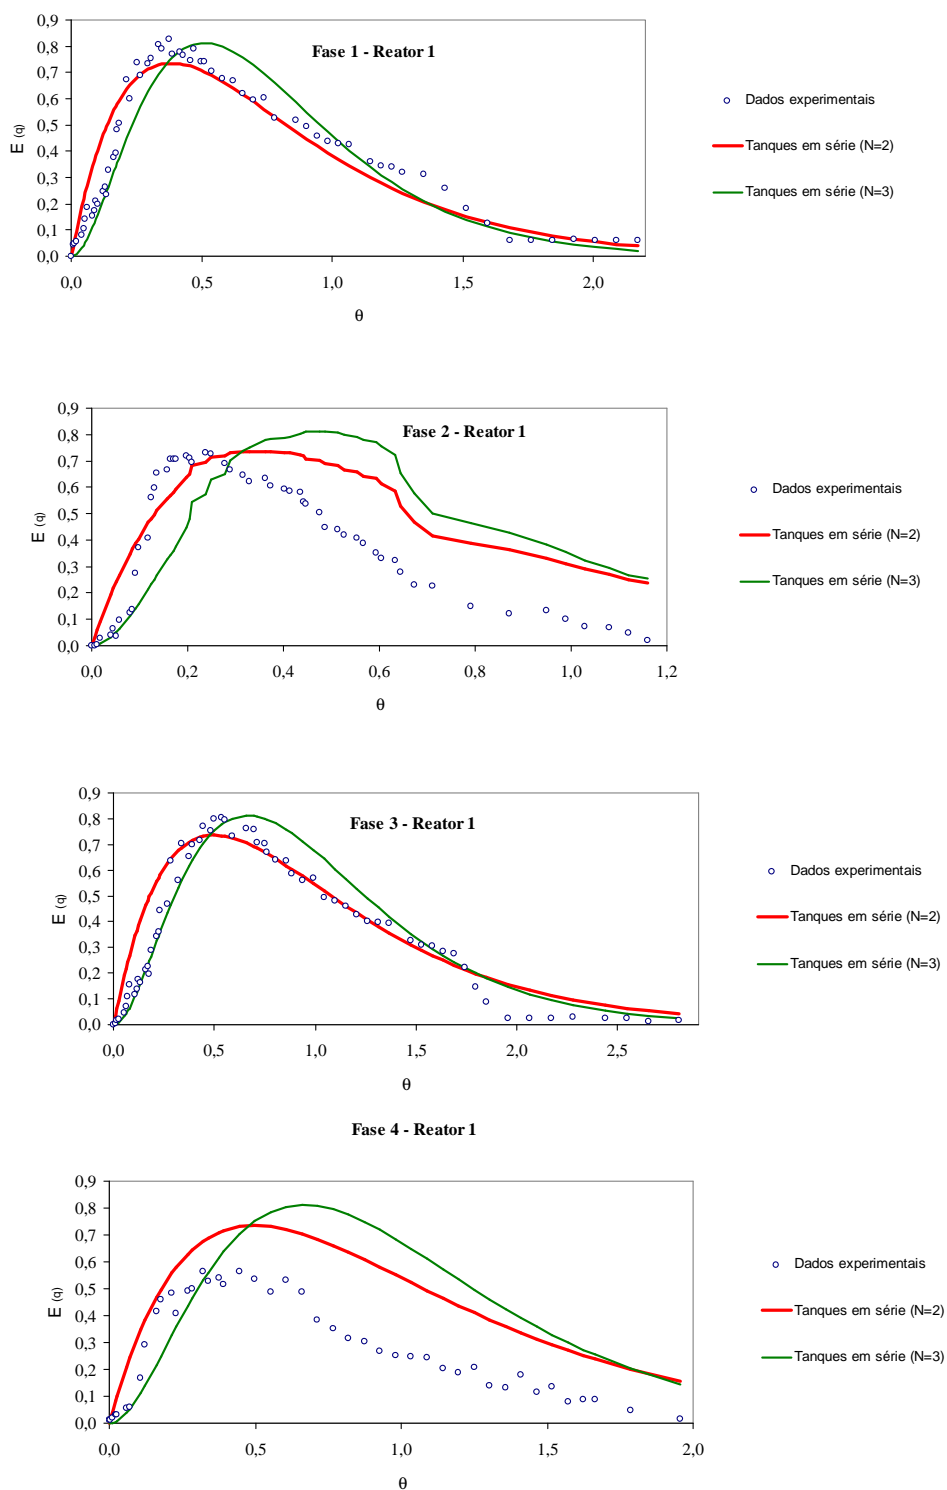 Fase 1 - Reator 1
0,9
0,8
0,7
0,6
0,5
0,4
0,3
0,2
0,1
0,0
E (q)
0,0 0,5 1,0 1,5 2,0
θ
Dados experimentais
Tanques em série (N=2)
Tanques em série (N=3)
Fase 2 - Reator 1
0,9
0,8
0,7
0,6
0,5
0,4
0,3
0,2
0,1
0,0
E (q)
0,0 0,2 0,4 0,6 0,8 1,0 1,2
θ
Dados experimentais
Tanques em série (N=2)
Tanques em série (N=3)
Fase 3 - Reator 1
0,9
0,8
0,7
0,6
0,5
0,4
0,3
0,2
0,1
0,0
E (q)
0,0 0,5 1,0 1,5 2,0 2,5
θ
Dados experimentais
Tanques em série (N=2)
Tanques em série (N=3)
Fase 4 - Reator 1
0,9
0,8
0,7
0,6
0,5
0,4
0,3
0,2
0,1
0,0
E (q)
0,0 0,5 1,0 1,5 2,0
θ
Dados experimentais
Tanques em série (N=2)
Tanques em série (N=3)